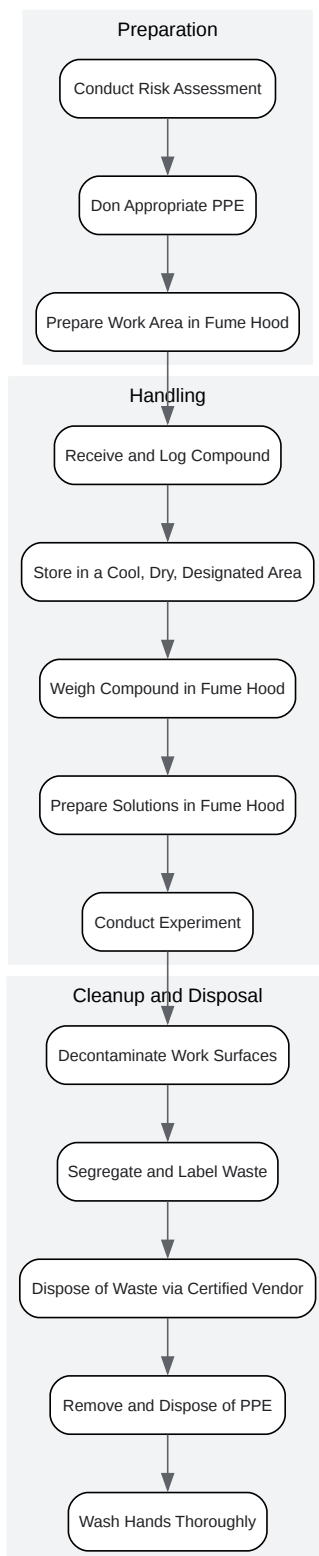 Preparation
Conduct Risk Assessment
Don Appropriate PPE
Prepare Work Area in Fume Hood
Handling
Receive and Log Compound
Store in a Cool, Dry, Designated Area
Weigh Compound in Fume Hood
Prepare Solutions in Fume Hood
Conduct Experiment
Cleanup and Disposal
Decontaminate Work Surfaces
Segregate and Label Waste
Dispose of Waste via Certified Vendor
Remove and Dispose of PPE
Wash Hands Thoroughly